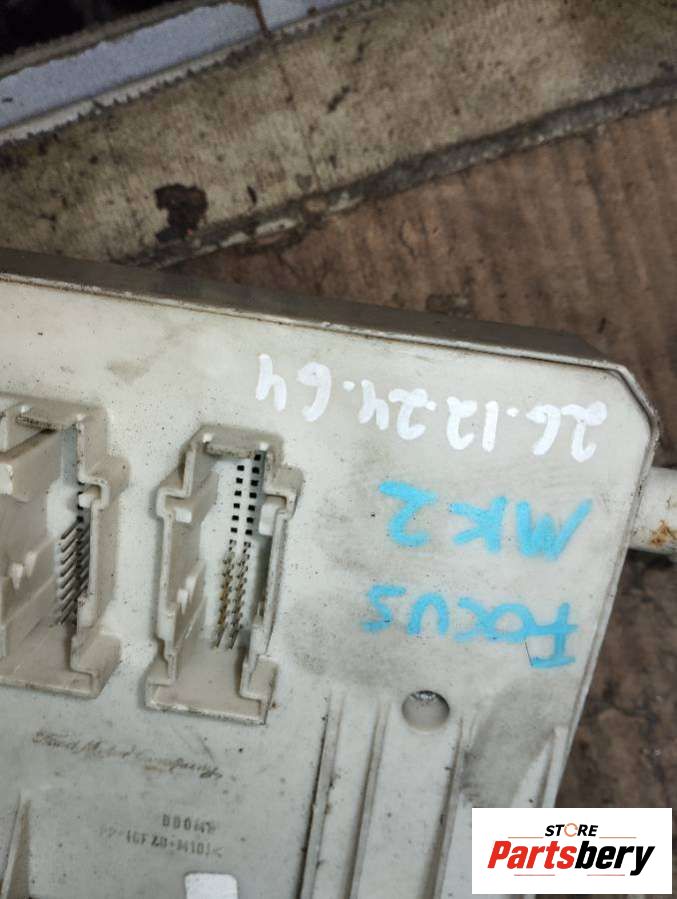 26.12.24.64
MK2
FOCUS
Ford Motor Company
STORE
Partsbery